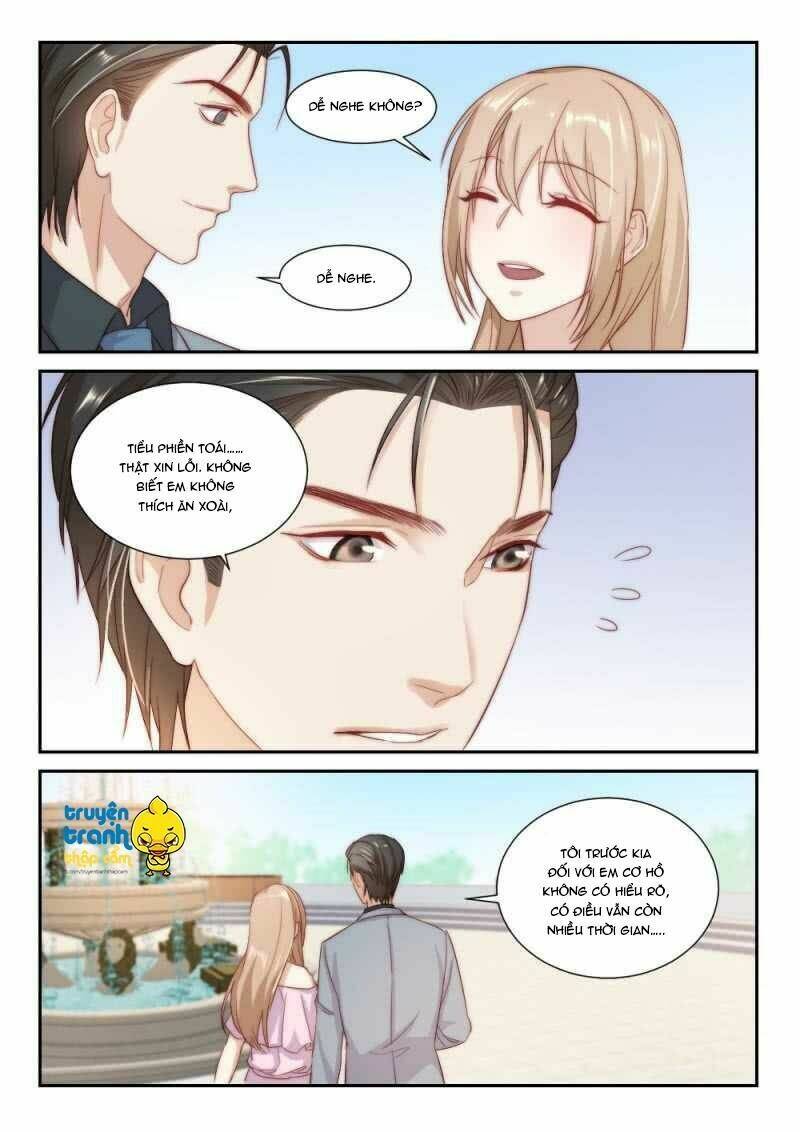 DỄ NGHE KHÔNG?
DỄ NGHE.
TIỂU PHIỀN TOÁI......
THẬT XIN LỖI. KHÔNG
BIẾT EM KHÔNG
THÍCH ĂN XOÀI,
truyện
tranh
thập cẩm
TÔI TRƯỚC KIA
ĐỐI VỚI EM CƠ HỒ
KHÔNG CÓ HIỂU RÕ,
CÓ ĐIỀU VẪN CÒN
NHIỀU THỜI GIAN.....